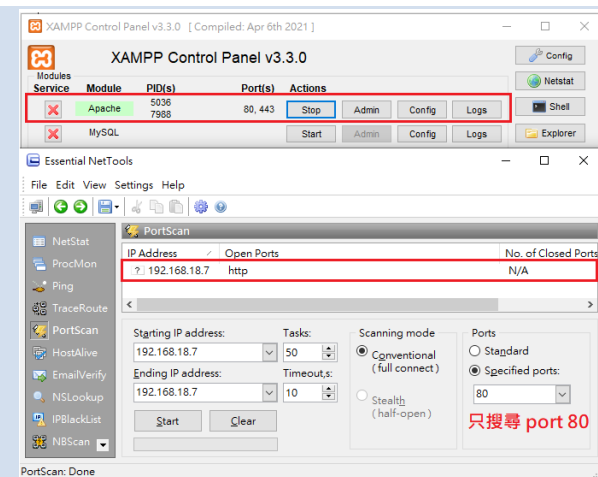 XAMPP Control Panel v3.3.0 [ Compiled: Apr 6th 2021 ]
XAMPP Control Panel v3.3.0
Config
Modules
Service Module PID(s) Port(s) Actions
Netstat
Apache 5036 7988 80, 443 Stop Admin Config Logs
Shell
MySQL Start Admin Config Logs
Explorer
Essential NetTools
File Edit View Settings Help
NetStat
ProcMon
Ping
TraceRoute
PortScan
HostAlive
EmailVerify
NSLookup
IPBlackList
NBScan
PortScan
IP Address Open Ports No. of Closed Ports
? 192.168.18.7 http N/A
Starting IP address: Tasks: Scanning mode Ports
192.168.18.7 50 Conventional Standard
(full connect)
Ending IP address: Timeout,s: Specified ports:
192.168.18.7 10 Stealth 80
(half-open)
Start Clear
只搜尋 port 80
PortScan: Done